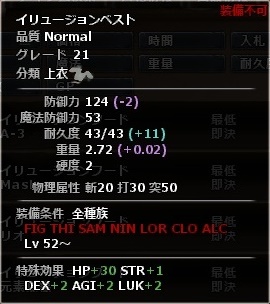 装備不可
イリュージョンベスト
品質 Normal
グレード 21
分類 上衣
防御力 124 (-2)
魔法防御力 53
耐久度 43/43 (+11)
重量 2.72 (+0.02)
硬度 2
物理属性 斬20 打30 突50
装備条件 全種族
FIG THI SAM NIN LOR CLO ALC
Lv 52～
特殊効果 HP+30 STR+1
DEX+2 AGI+2 LUK+2